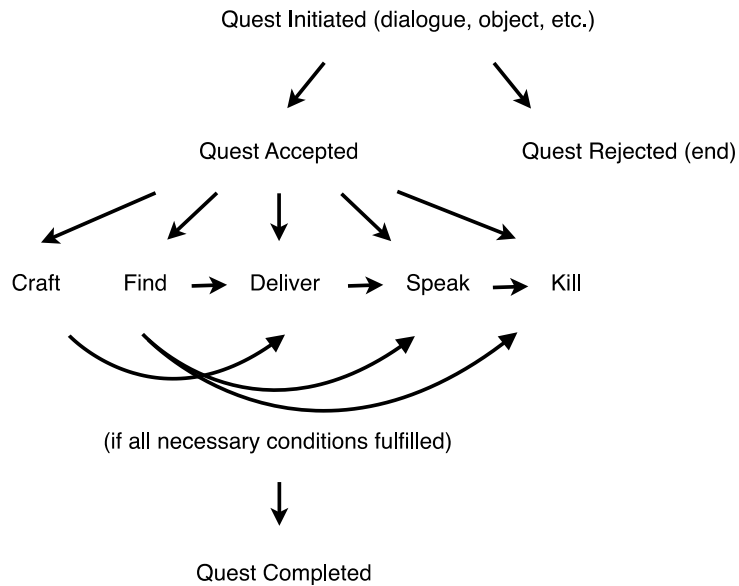 Quest Initiated (dialogue, object, etc.)
Quest Accepted
Quest Rejected (end)
Craft
Find
Deliver
Speak
Kill
(if all necessary conditions fulfilled)
Quest Completed